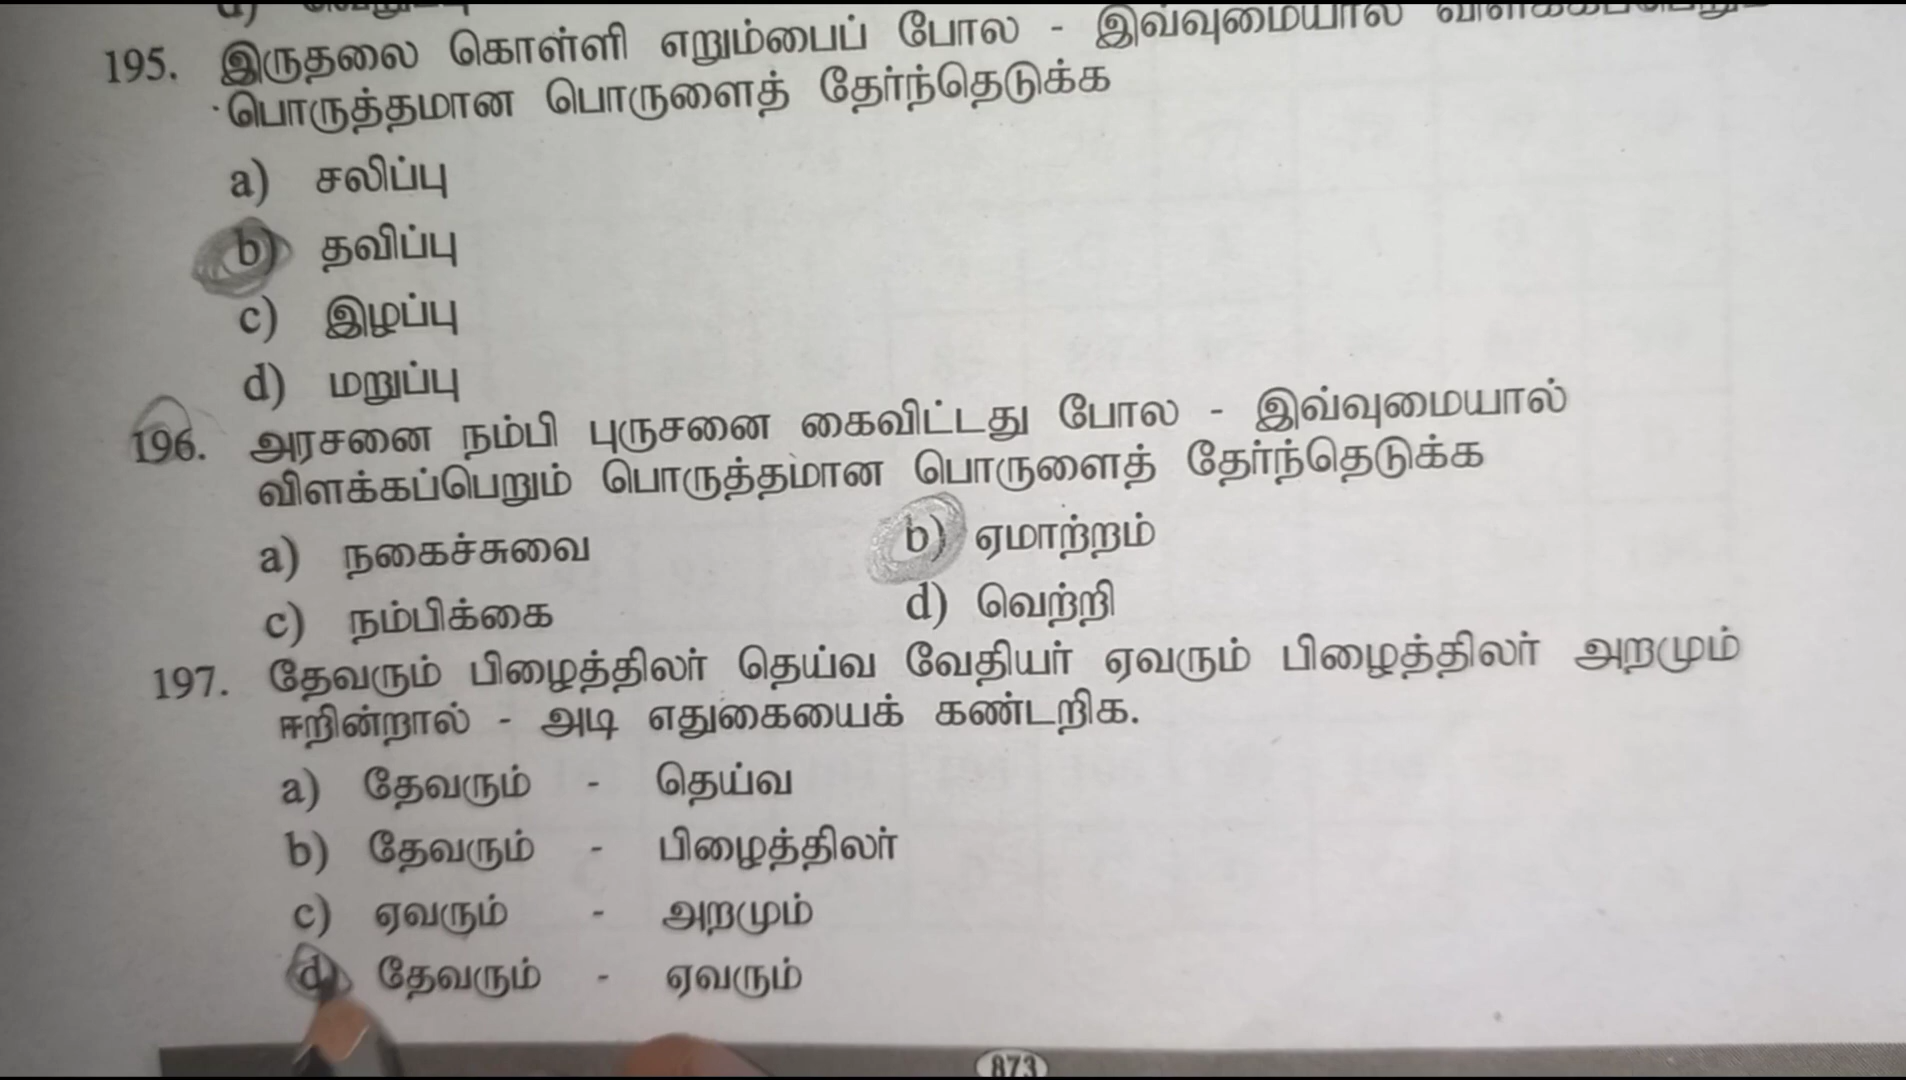 195. இருதலை கொள்ளி எறும்பைப் போல - இவ்வுமையால்
பொருத்தமான பொருளைத் தேர்ந்தெடுக்க
a) சலிப்பு
b) தவிப்பு
c) இழப்பு
d) மறுப்பு
196. அரசனை நம்பி புருசனை கைவிட்டது போல - இவ்வுமையால்
விளக்கப்பெறும் பொருத்தமான பொருளைத் தேர்ந்தெடுக்க
a) நகைச்சுவை b) ஏமாற்றம்
c) நம்பிக்கை d) வெற்றி
197. தேவரும் பிழைத்திலர் தெய்வ வேதியர் ஏவரும் பிழைத்திலர் அறமும்
ஈறின்றால் - அடி எதுகையைக் கண்டறிக.
a) தேவரும் - தெய்வ
b) தேவரும் - பிழைத்திலர்
c) ஏவரும் - அறமும்
d) தேவரும் - ஏவரும்
873